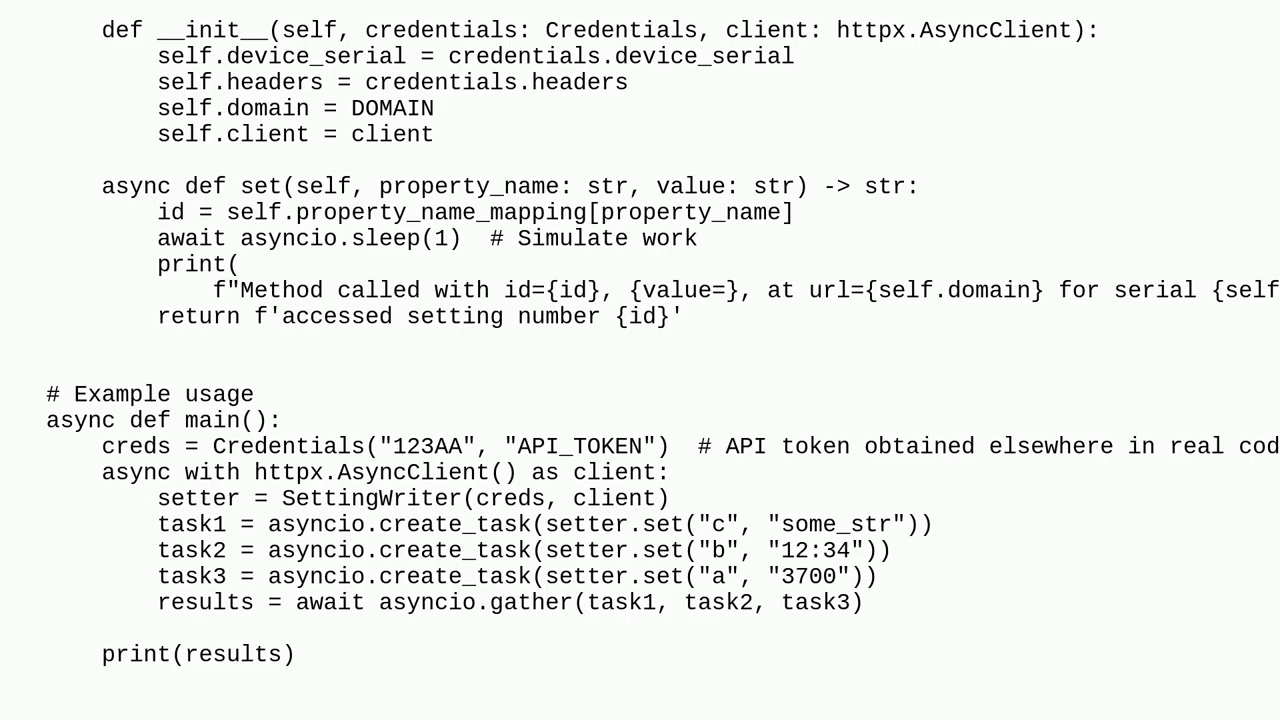 def __init__(self, credentials: Credentials, client: httpx.AsyncClient):
self.device_serial = credentials.device_serial
self.headers = credentials.headers
self.domain = DOMAIN
self.client = client
async def set(self, property_name: str, value: str) -> str:
id = self.property_name_mapping[property_name]
await asyncio.sleep(1)  # Simulate work
print(
f"Method called with id={id}, {value=}, at url={self.domain} for serial {self
return f'accessed setting number {id}'
# Example usage
async def main():
creds = Credentials("123AA", "API_TOKEN")  # API token obtained elsewhere in real cod
async with httpx.AsyncClient() as client:
setter = SettingWriter(creds, client)
task1 = asyncio.create_task(setter.set("c", "some_str"))
task2 = asyncio.create_task(setter.set("b", "12:34"))
task3 = asyncio.create_task(setter.set("a", "3700"))
results = await asyncio.gather(task1, task2, task3)
print(results)